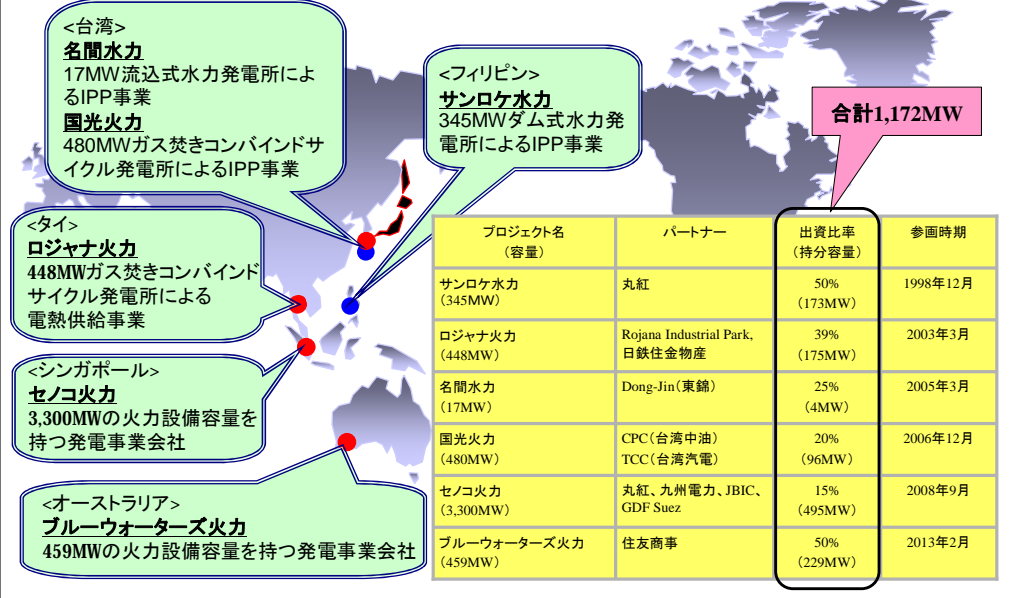 <台湾>
名間水力
17MW流込式水力発電所によ
るIPP事業
国光火力
480MWガス焚きコンバインドサ
イクル発電所によるIPP事業
<フィリピン>
サンロケ水力
345MWダム式水力発
電所によるIPP事業
合計1,172MW
<タイ>
ロジャナ火力
448MWガス焚きコンバインド
サイクル発電所による
電熱供給事業
<シンガポール>
セノコ火力
3,300MWの火力設備容量を
持つ発電事業会社
<オーストラリア>
ブルーウォーターズ火力
459MWの火力設備容量を持つ発電事業会社
プロジェクト名
（容量）
パートナー
出資比率
（持分容量）
参画時期
サンロケ水力
（345MW）
丸紅
50%
（173MW）
1998年12月
ロジャナ火力
（448MW）
Rojana Industrial Park,
日鉄住金物産
39%
（175MW）
2003年3月
名間水力
（17MW）
Dong-Jin（東錦）
25%
（4MW）
2005年3月
国光火力
（480MW）
CPC（台湾中油）
TCC（台湾汽電）
20%
（96MW）
2006年12月
セノコ火力
（3,300MW）
丸紅、九州電力、JBIC、
GDF Suez
15%
（495MW）
2008年9月
ブルーウォーターズ火力
（459MW）
住友商事
50%
（229MW）
2013年2月